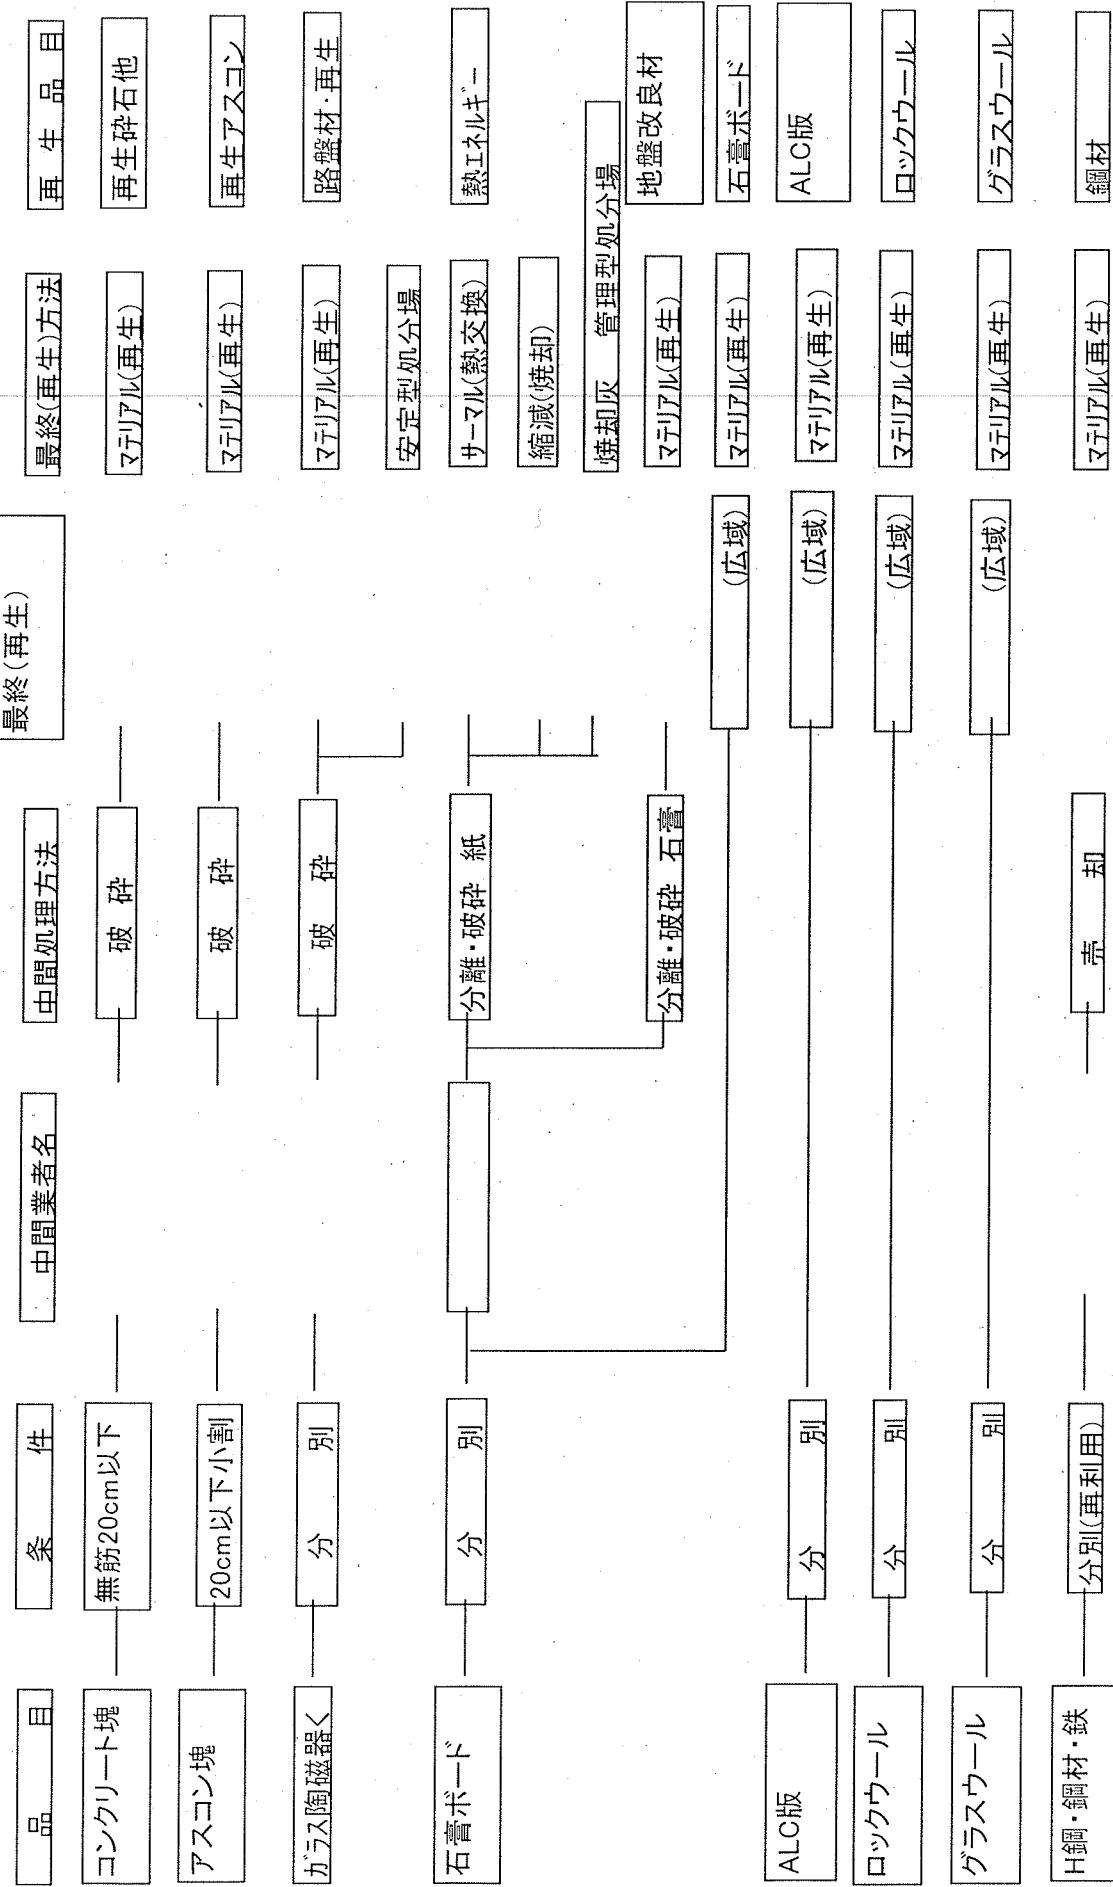 品 目
条 件
中間業者名
中間処理方法
最終(再生)
最終(再生)方法
再 生 品 目
コンクリート塊
無筋20cm以下
破 砕
マテリアル(再生)
再生砕石他
アスコン塊
20cm以下小割
破 砕
マテリアル(再生)
再生アスコン
ガラス陶磁器く
分 別
破 砕
マテリアル(再生)
路盤材・再生
安定型処分場
石膏ボード
分 別
分離・破砕 紙
サーマル(熱交換)
熱エネルギー
縮減(焼却)
焼却灰 管理型処分場
分離・破砕 石膏
マテリアル(再生)
地盤改良材
(広域)
マテリアル(再生)
石膏ボード
ALC版
分 別
(広域)
マテリアル(再生)
ALC版
ロックウール
分 別
(広域)
マテリアル(再生)
ロックウール
グラスウール
分 別
(広域)
マテリアル(再生)
グラスウール
H鋼・鋼材・鉄
分別(再利用)
売 却
マテリアル(再生)
鋼材